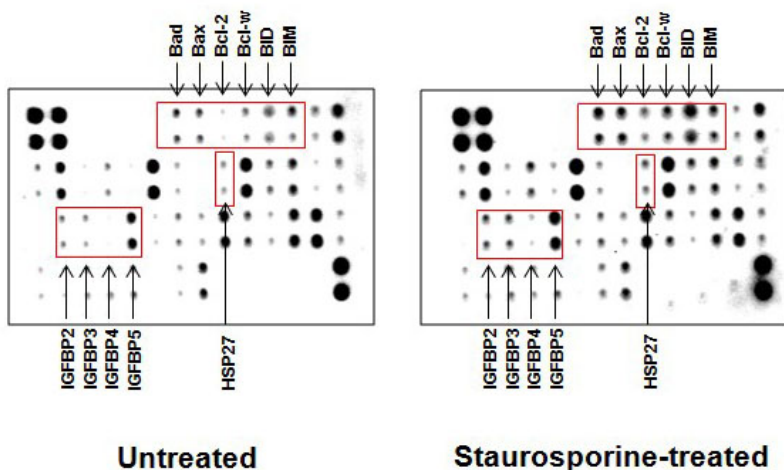 Bad Bax Bcl-2 Bcl-w BID BIM
Bad Bax Bcl-2 Bcl-w BID BIM
IGFBP2 IGFBP3 IGFBP4 IGFBP5 HSP27
IGFBP2 IGFBP3 IGFBP4 IGFBP5 HSP27
Untreated
Staurosporine-treated